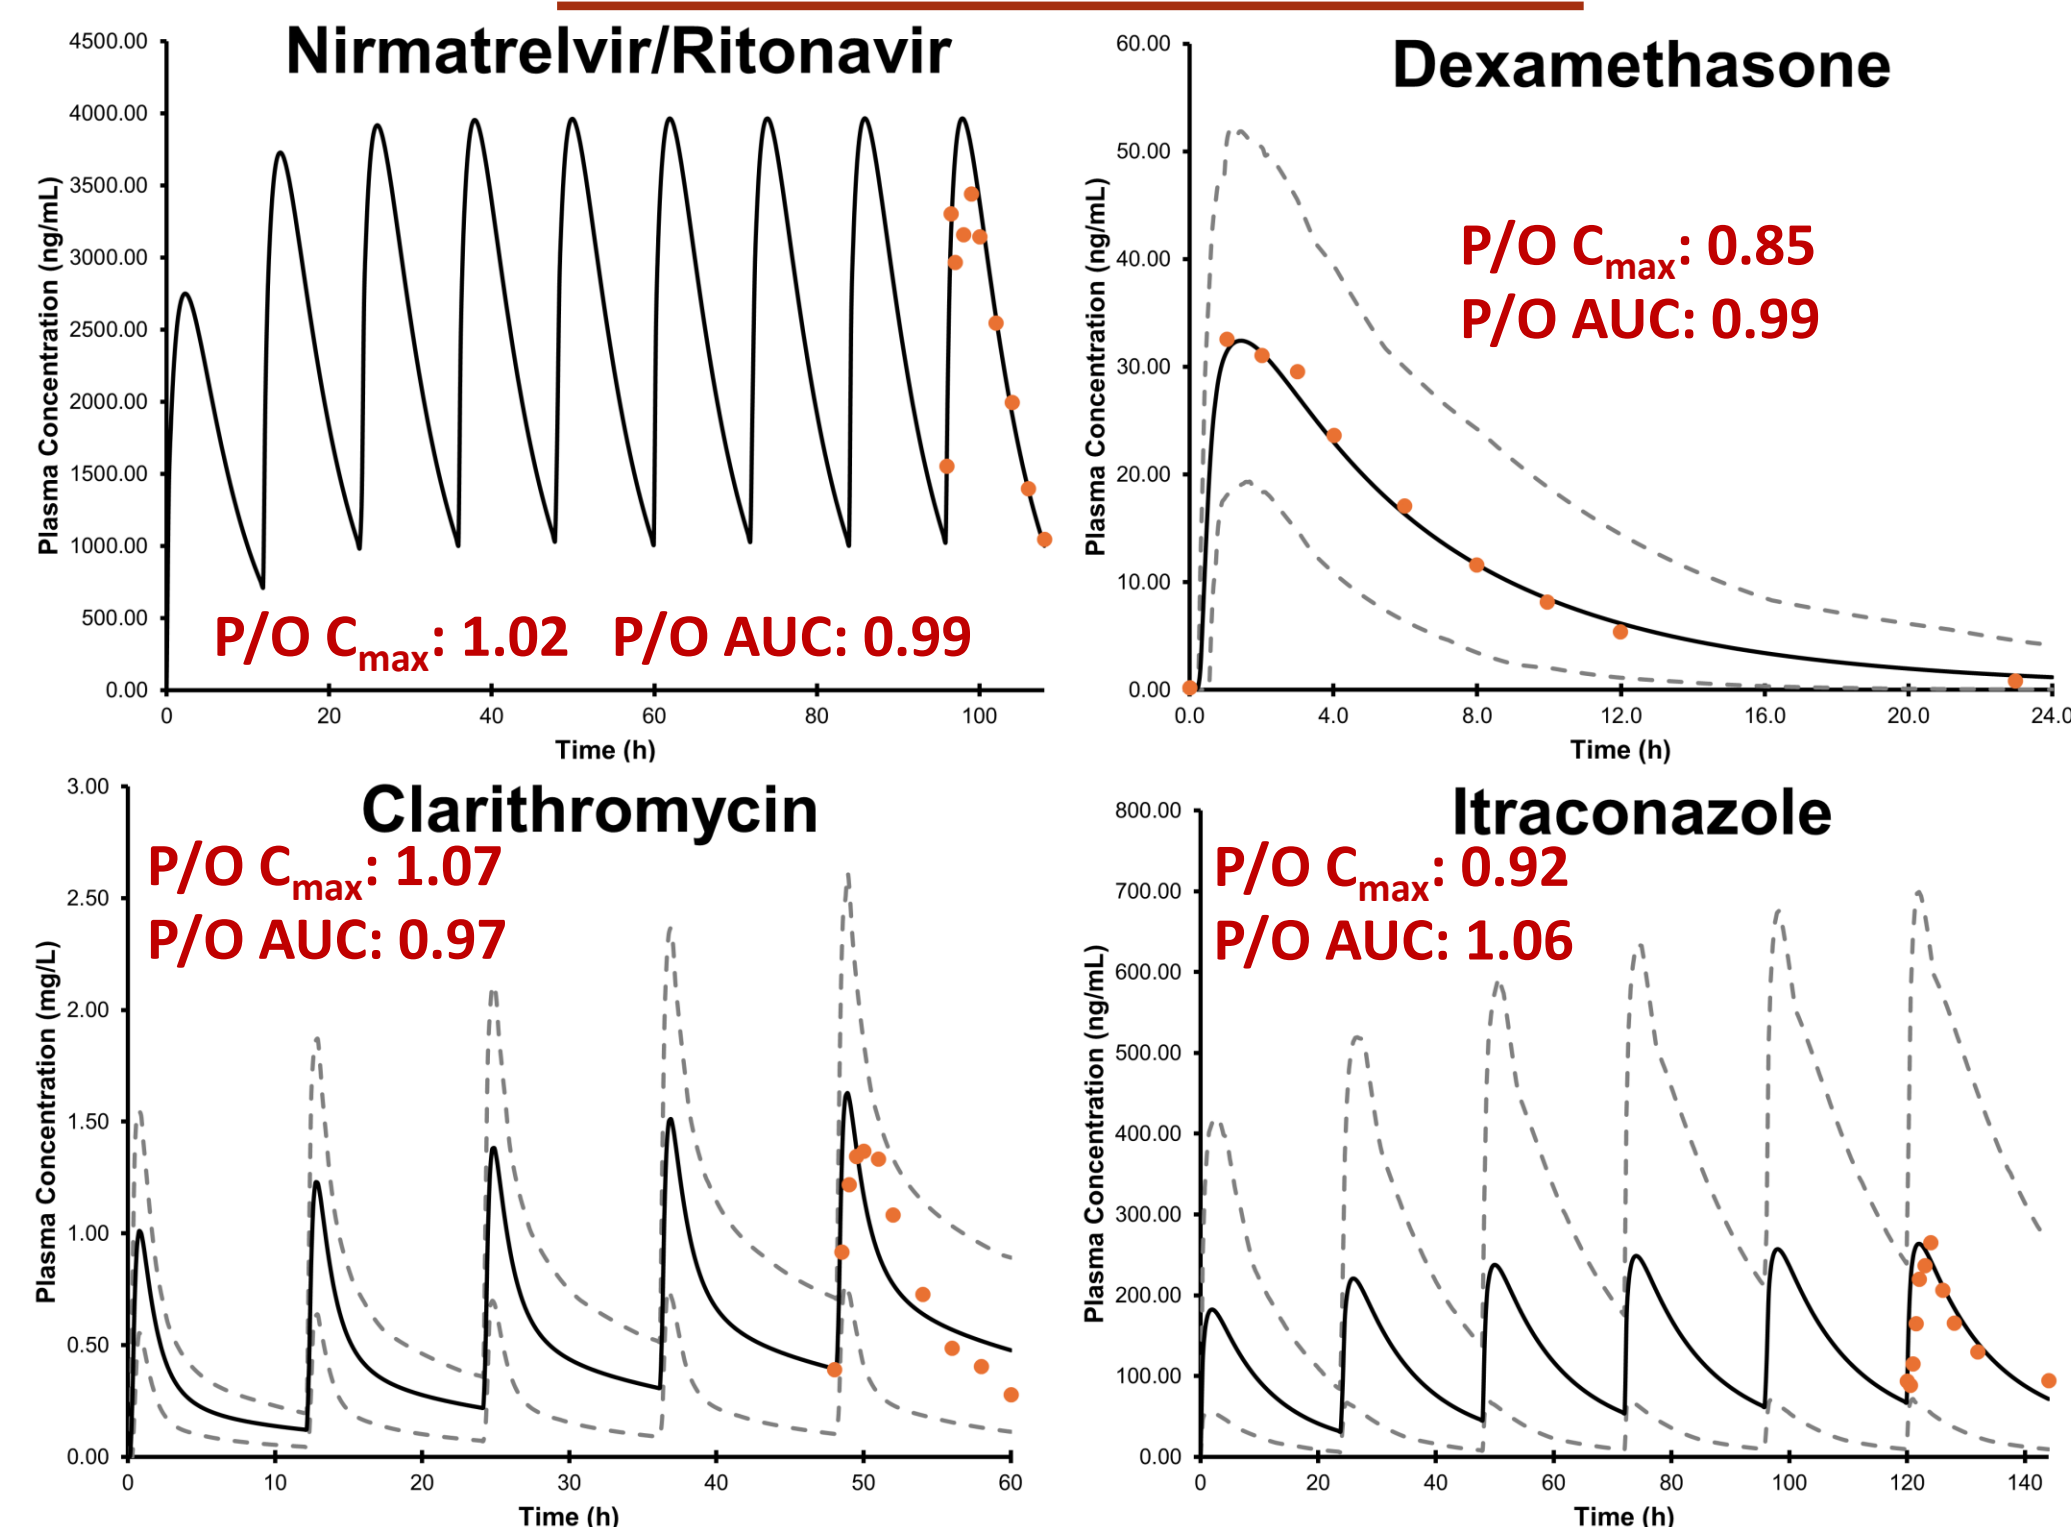 Nirmatrelvir/Ritonavir
Plasma Concentration (ng/mL)
4500.00
4000.00
3500.00
3000.00
2500.00
2000.00
1500.00
1000.00
500.00
0.00
P/O Cmax: 1.02 P/O AUC: 0.99
0 20 40 60 80 100
Time (h)
Dexamethasone
Plasma Concentration (ng/mL)
60.00
50.00
40.00
30.00
20.00
10.00
0.00
P/O Cmax: 0.85
P/O AUC: 0.99
0.0 4.0 8.0 12.0 16.0 20.0 24.0
Time (h)
Clarithromycin
P/O Cmax: 1.07
P/O AUC: 0.97
Plasma Concentration (mg/L)
3.00
2.50
2.00
1.50
1.00
0.50
0.00
0 10 20 30 40 50 60
Time (h)
Itraconazole
P/O Cmax: 0.92
P/O AUC: 1.06
Plasma Concentration (ng/mL)
800.00
700.00
600.00
500.00
400.00
300.00
200.00
100.00
0.00
0 20 40 60 80 100 120 140
Time (h)